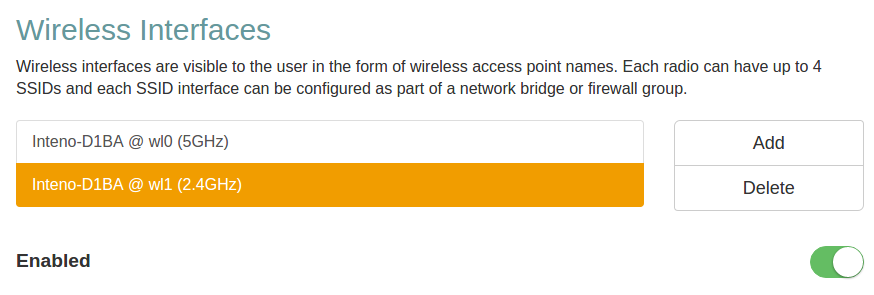 Wireless Interfaces
Wireless interfaces are visible to the user in the form of wireless access point names. Each radio can have up to 4
SSIDs and each SSID interface can be configured as part of a network bridge or firewall group.
Inteno-D1BA @ wl0 (5GHz)
Add
Inteno-D1BA @ wl1 (2.4GHz)
Delete
Enabled